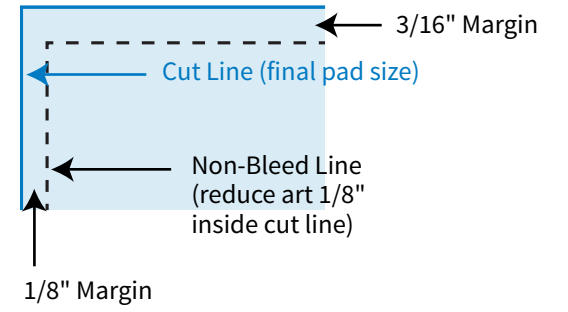 3/16" Margin
Cut Line (final pad size)
Non-Bleed Line
(reduce art 1/8"
inside cut line)
1/8" Margin